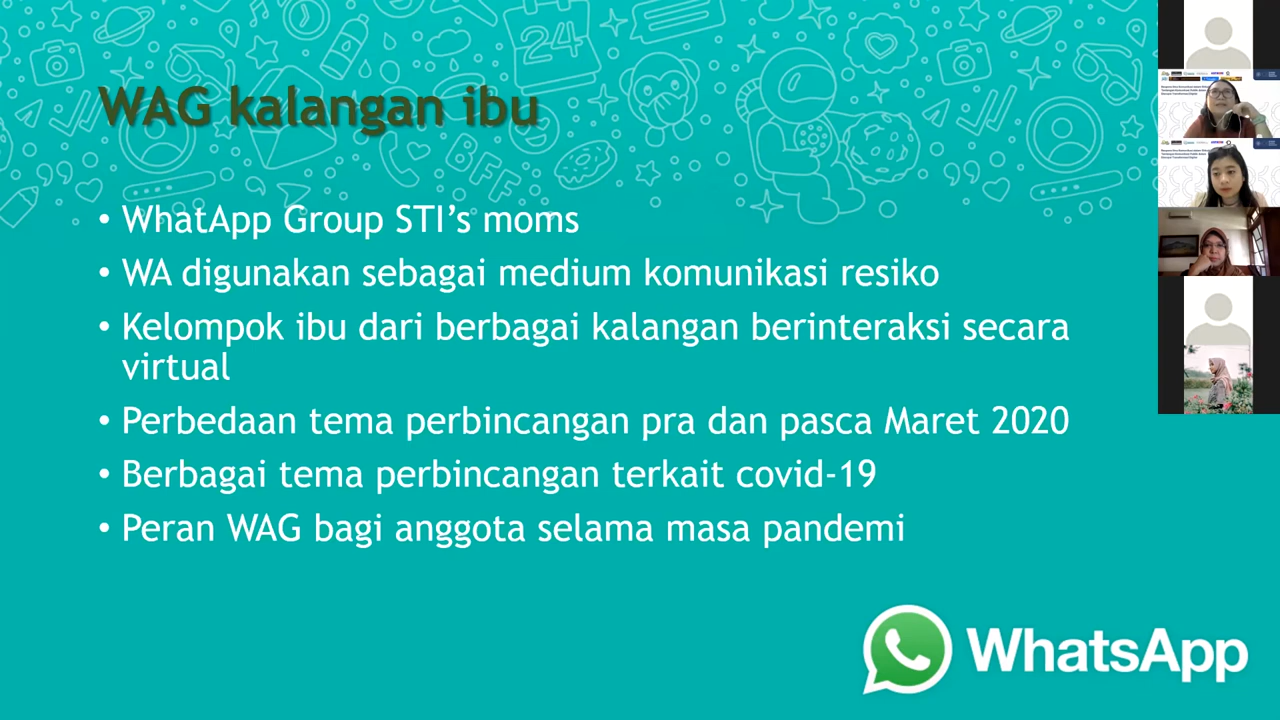 WAG kalangan ibu
• WhatApp Group STI’s moms
• WA digunakan sebagai medium komunikasi resiko
• Kelompok ibu dari berbagai kalangan berinteraksi secara
virtual
• Perbedaan tema perbincangan pra dan pasca Maret 2020
• Berbagai tema perbincangan terkait covid-19
• Peran WAG bagi anggota selama masa pandemi
WhatsApp
24